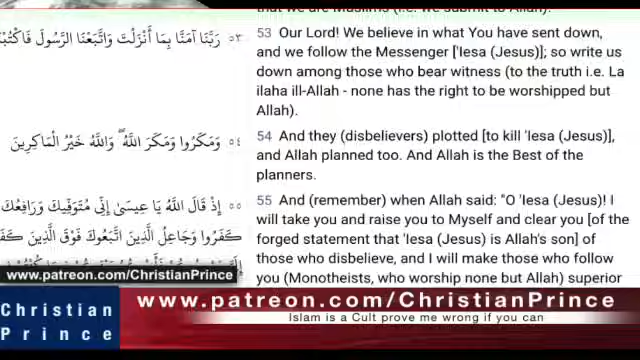 that we are Muslims (i.e. we submit to Allah).
٥٣ رَبَّنَا آمَنَّا بِمَا أَنْزَلْتَ وَاتَّبَعْنَا الرَّسُولَ
53 Our Lord! We believe in what You have sent down,
and we follow the Messenger ['Iesa (Jesus)]; so write us
down among those who bear witness (to the truth i.e. La
ilaha ill-Allah - none has the right to be worshipped but
Allah).
٥٤ وَمَكَرُوا وَمَكَرَ اللَّهُ ۖ وَاللَّهُ خَيْرُ الْمَاكِرِينَ
54 And they (disbelievers) plotted [to kill 'Iesa (Jesus)],
and Allah planned too. And Allah is the Best of the
planners.
٥٥ إِذْ قَالَ اللَّهُ يَا عِيسَىٰ إِنِّي مُتَوَفِّيكَ وَرَافِعُكَ
كَفَرُوا وَجَاعِلُ الَّذِينَ اتَّبَعُوكَ فَوْقَ الَّذِينَ
55 And (remember) when Allah said: "O 'Iesa (Jesus)! I
will take you and raise you to Myself and clear you [of the
forged statement that 'Iesa (Jesus) is Allah's son] of
those who disbelieve, and I will make those who follow
you (Monotheists, who worship none but Allah) superior
www.patreon.com/ChristianPrince
Christian
Prince
www.patreon.com/ChristianPrince
Islam is a Cult prove me wrong if you can